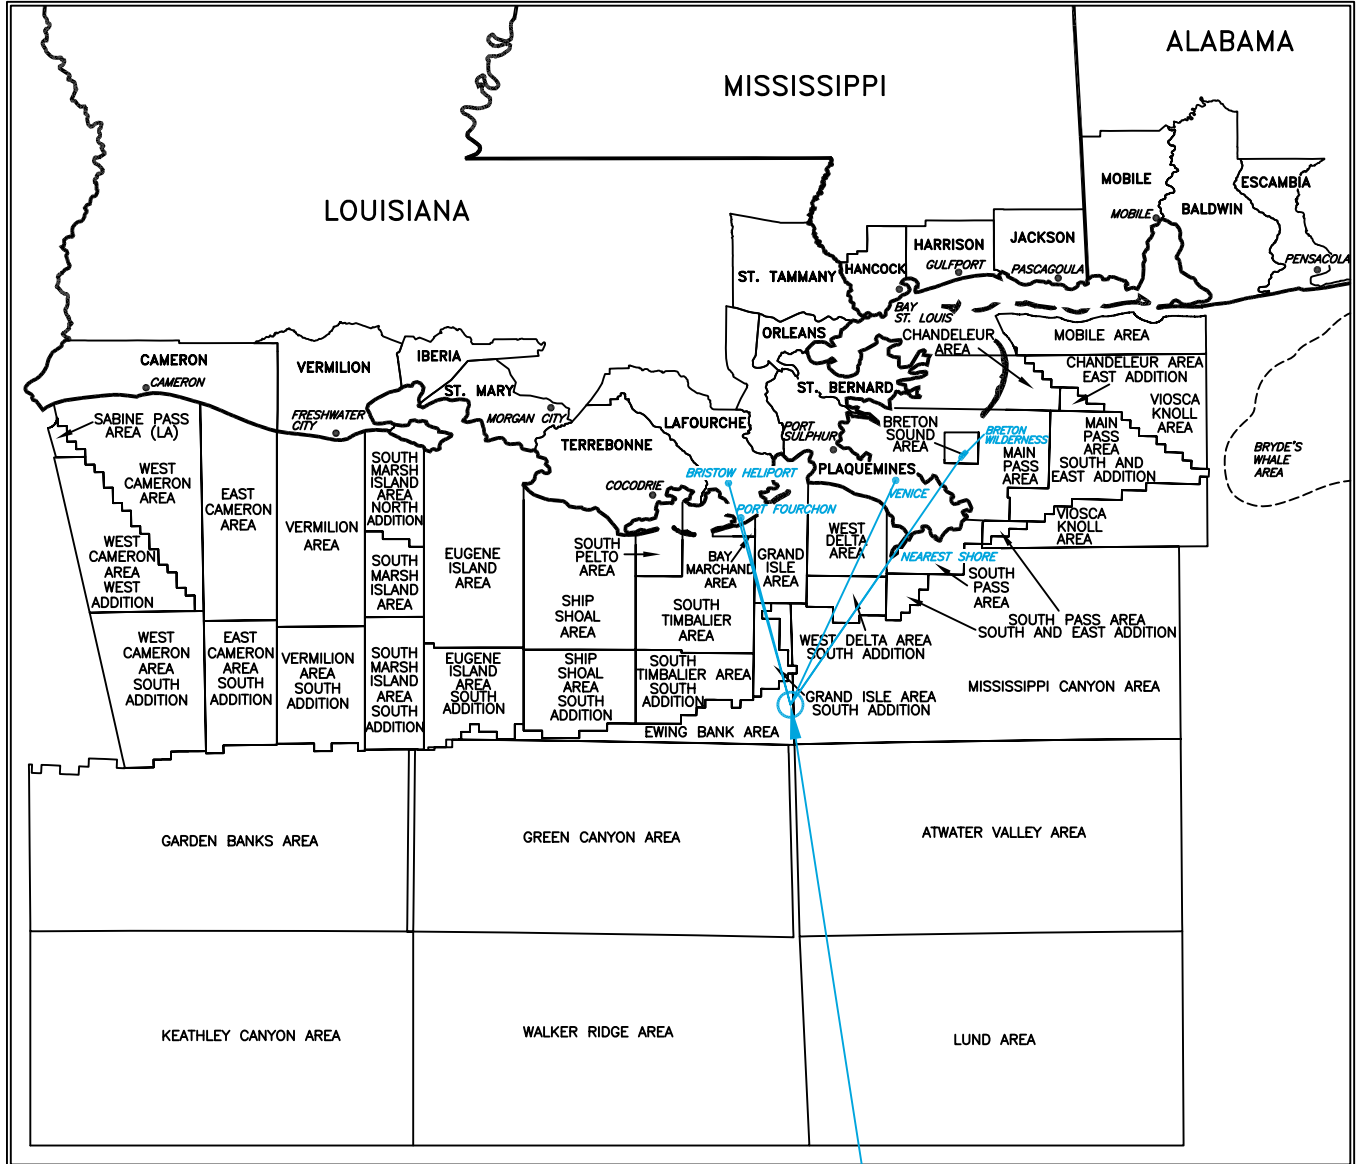 ALABAMA
MISSISSIPPI
LOUISIANA
MOBILE
ESCAMBIA
BALDWIN
MOBILE
PENSACOLA
HARRISON
JACKSON
GULFPORT
PASCAGOULA
HANCOCK
ST. TAMMANY
BAY
ST. LOUIS
ORLEANS
CHANDELEUR
AREA
MOBILE AREA
CHANDELEUR AREA
EAST ADDITION
VIOSCA
KNOLL
AREA
CAMERON
CAMERON
VERMILION
IBERIA
ST. MARY
MORGAN CITY
FRESHWATER
CITY
ST. BERNARD
LAFOURCHE
TERREBONNE
PORT
SULPHUR
BRETON
SOUND
AREA
BRETON
WILDERNESS
MAIN
PASS
AREA
MAIN
PASS
AREA
SOUTH AND
EAST ADDITION
BRYDE'S
WHALE
AREA
SABINE PASS
AREA (LA)
WEST
CAMERON
AREA
EAST
CAMERON
AREA
VERMILION
AREA
SOUTH
MARSH
ISLAND
AREA
NORTH
ADDITION
PLAQUEMINES
BRISTOW HELIPORT
COCODRIE
PORT FOURCHON
VENICE
VIOSCA
KNOLL
AREA
WEST
CAMERON
AREA
WEST
ADDITION
SOUTH
MARSH
ISLAND
AREA
EUGENE
ISLAND
AREA
SOUTH
PELTO
AREA
BAY
MARCHAND
AREA
GRAND
ISLE
AREA
WEST
DELTA
AREA
NEAREST SHORE
SOUTH
PASS
AREA
SHIP
SHOAL
AREA
SOUTH
TIMBALIER
AREA
SOUTH PASS AREA
SOUTH AND EAST ADDITION
WEST DELTA AREA
SOUTH ADDITION
WEST
CAMERON
AREA
SOUTH
ADDITION
EAST
CAMERON
AREA
SOUTH
ADDITION
VERMILION
AREA
SOUTH
ADDITION
SOUTH
MARSH
ISLAND
AREA
SOUTH
ADDITION
EUGENE
ISLAND
AREA
SOUTH
ADDITION
SHIP
SHOAL
AREA
SOUTH
ADDITION
SOUTH
TIMBALIER AREA
SOUTH
ADDITION
GRAND ISLE AREA
SOUTH ADDITION
MISSISSIPPI CANYON AREA
EWING BANK AREA
GARDEN BANKS AREA
GREEN CANYON AREA
ATWATER VALLEY AREA
KEATHLEY CANYON AREA
WALKER RIDGE AREA
LUND AREA